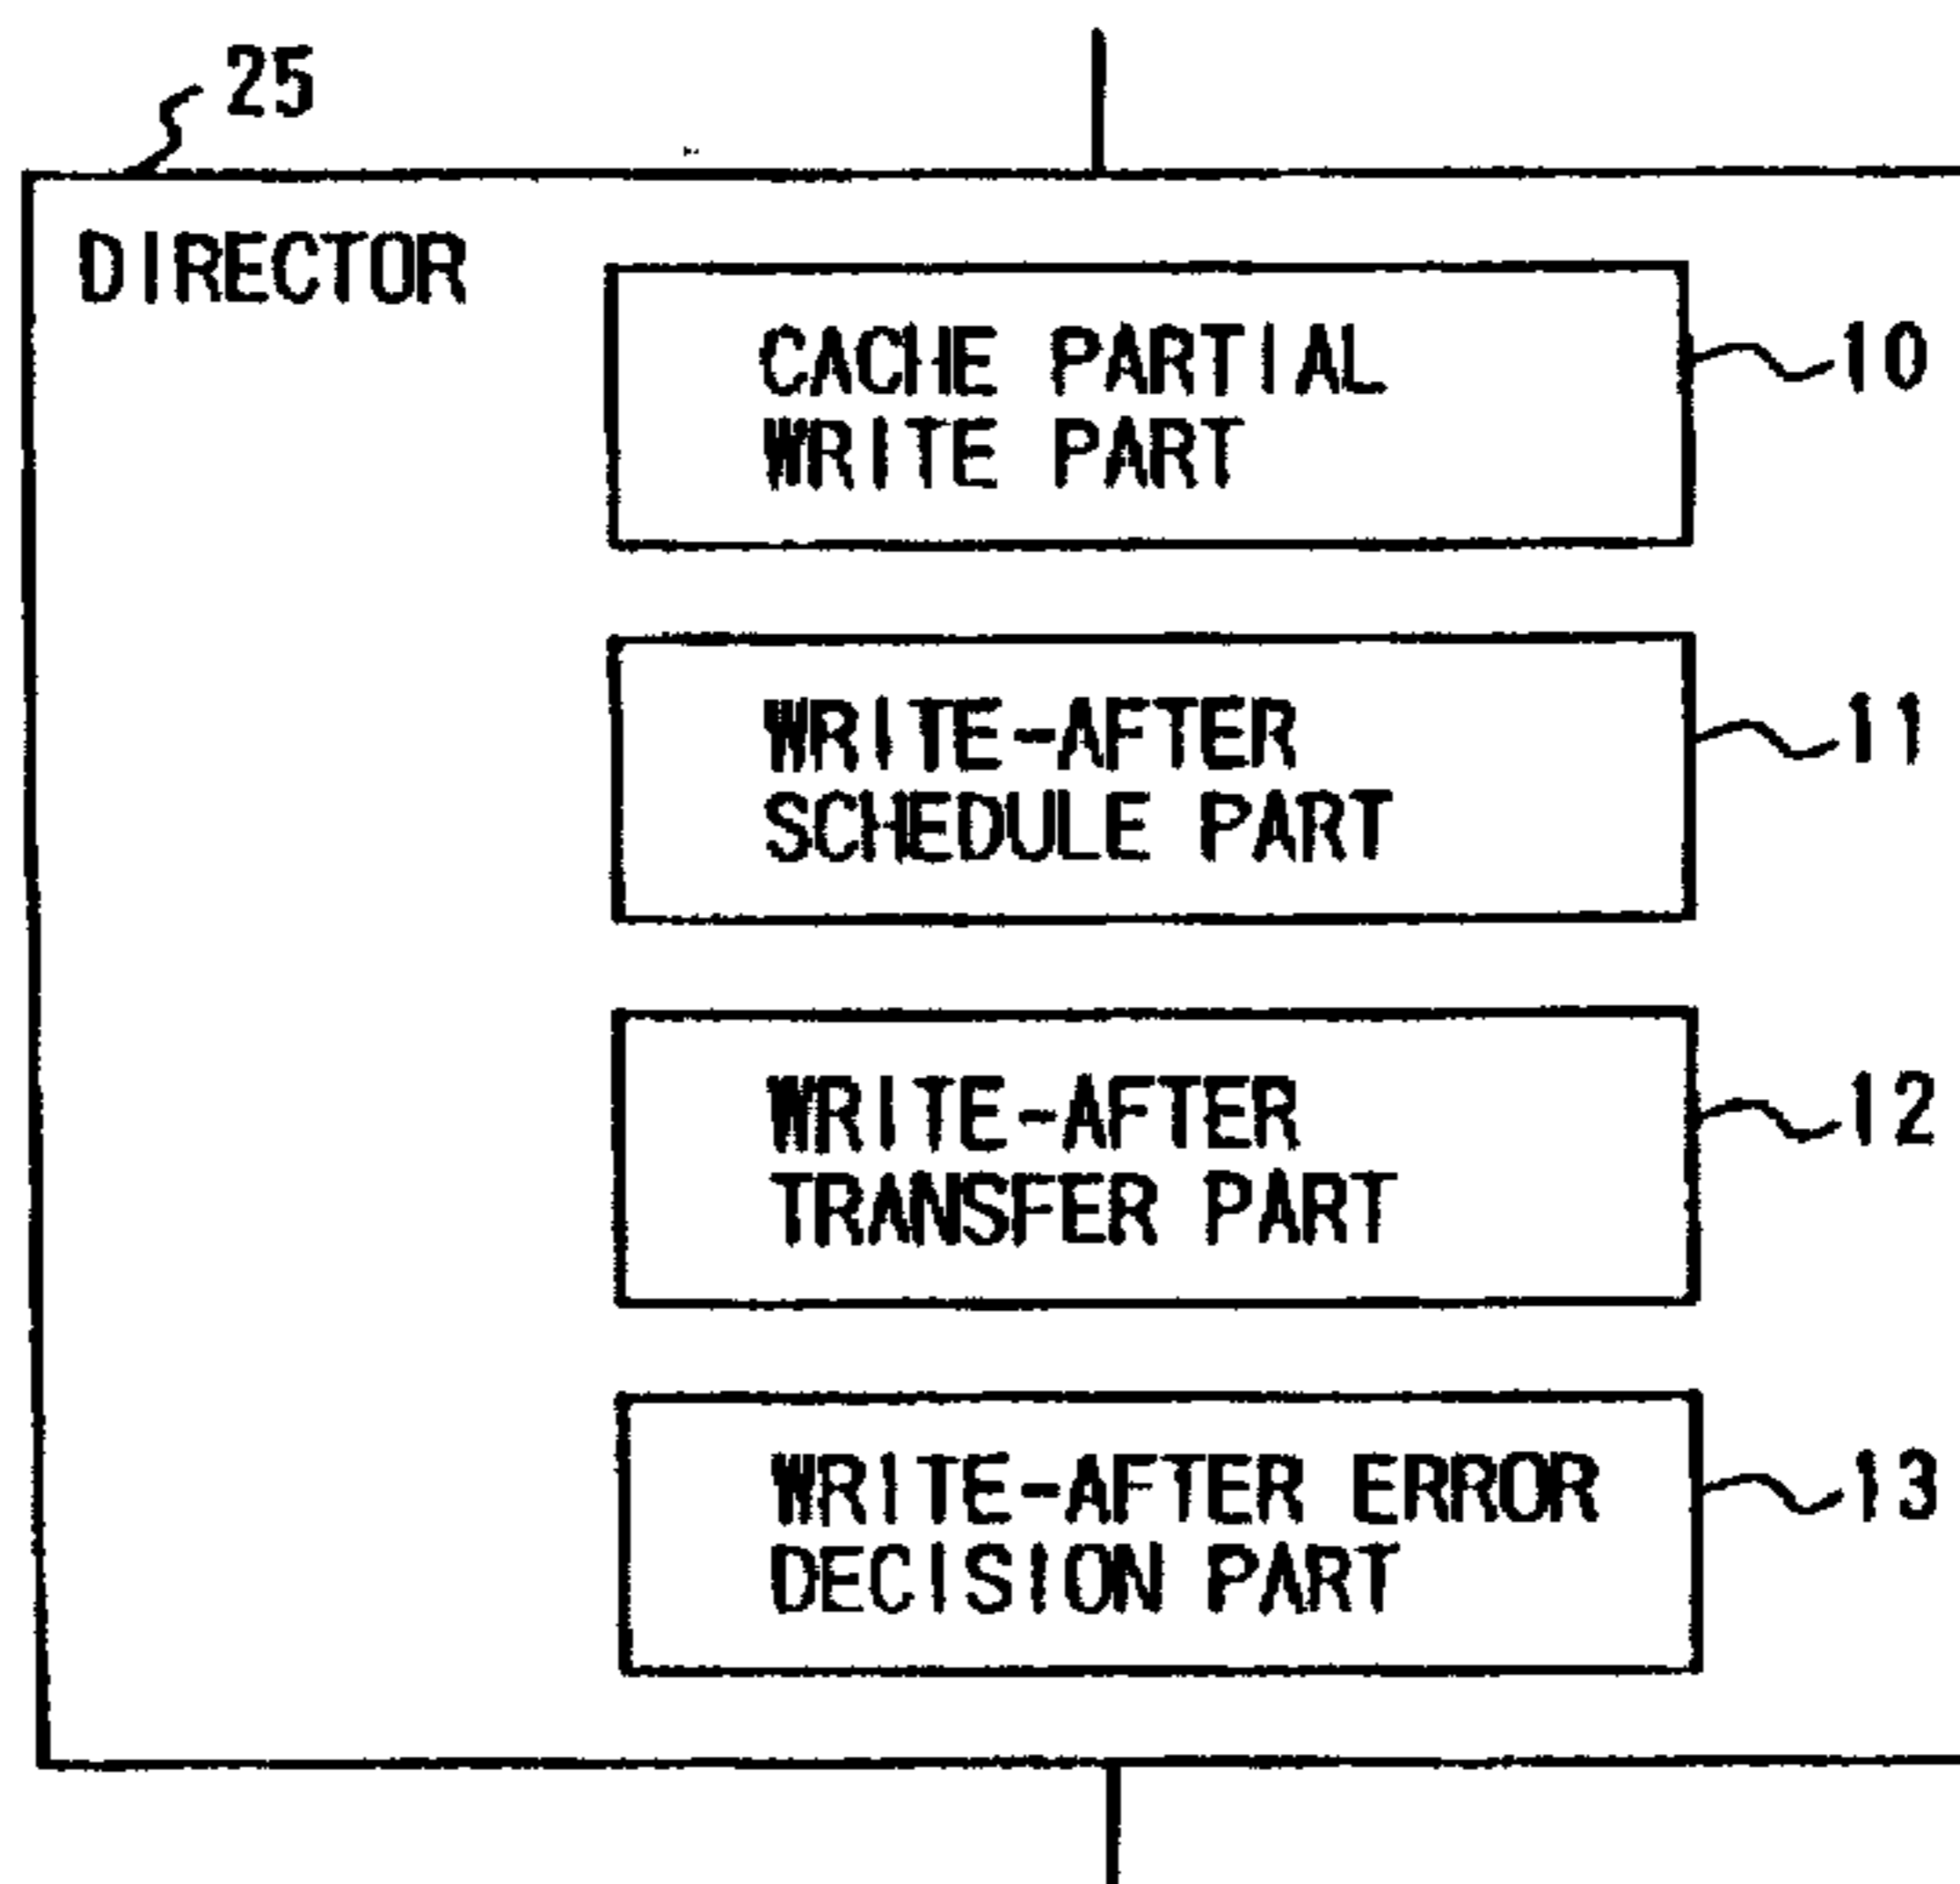 25
DIRECTOR
CACHE PARTIAL
WRITE PART
10
WRITE-AFTER
SCHEDULE PART
11
WRITE-AFTER
TRANSFER PART
12
WRITE-AFTER ERROR
DECISION PART
13